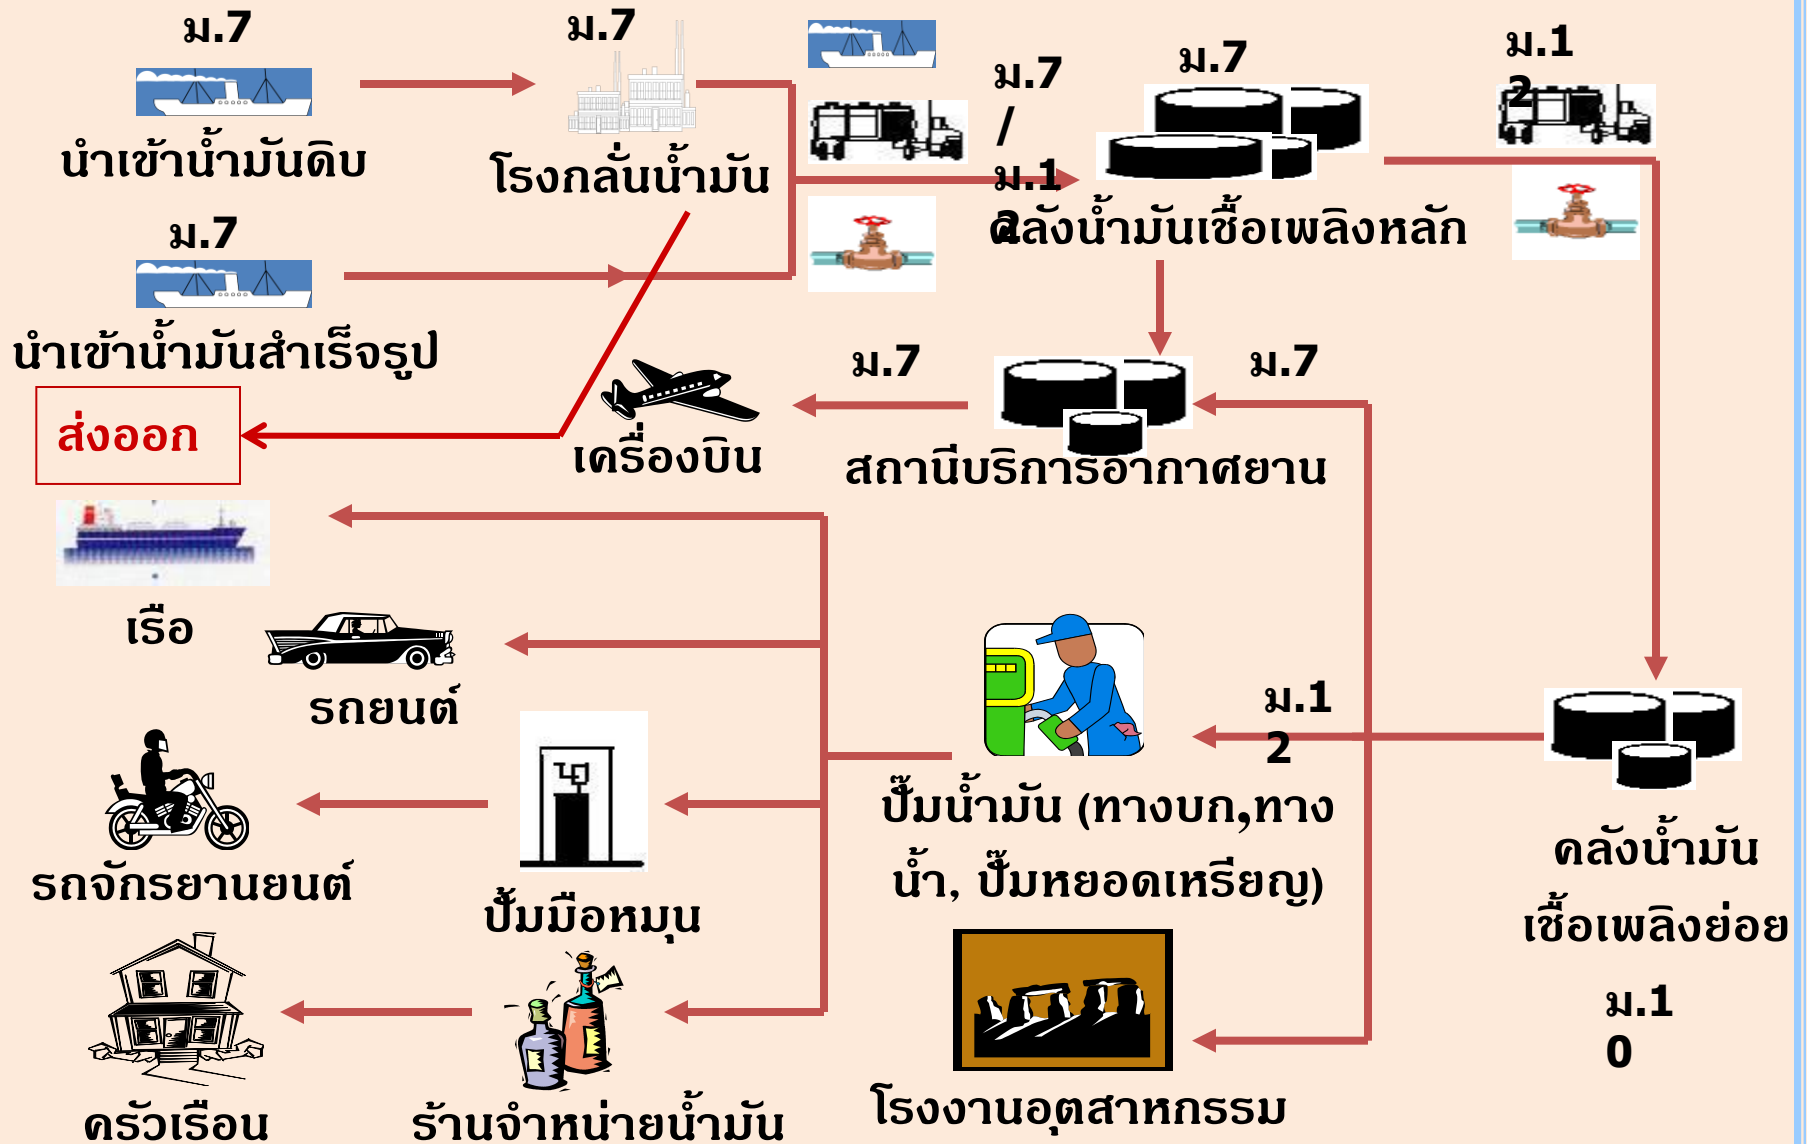 ม.7
ม.7
ม.7
/
ม.1
2
ม.7
ม.1
2
นำเข้าน้ำมันดิบ
โรงกลั่นน้ำมัน
คลังน้ำมันเชื้อเพลิงหลัก
ม.7
นำเข้าน้ำมันสำเร็จรูป
ม.7
ม.7
ส่งออก
เครื่องบิน
สถานีบริการอากาศยาน
เรือ
รถยนต์
ม.1
2
ปั๊มน้ำมัน (ทางบก,ทาง
น้ำ, ปั๊มหยอดเหรียญ)
คลังน้ำมัน
เชื้อเพลิงย่อย
ม.1
0
รถจักรยานยนต์
ปั้มมือหมุน
โรงงานอุตสาหกรรม
ครัวเรือน
ร้านจำหน่ายน้ำมัน